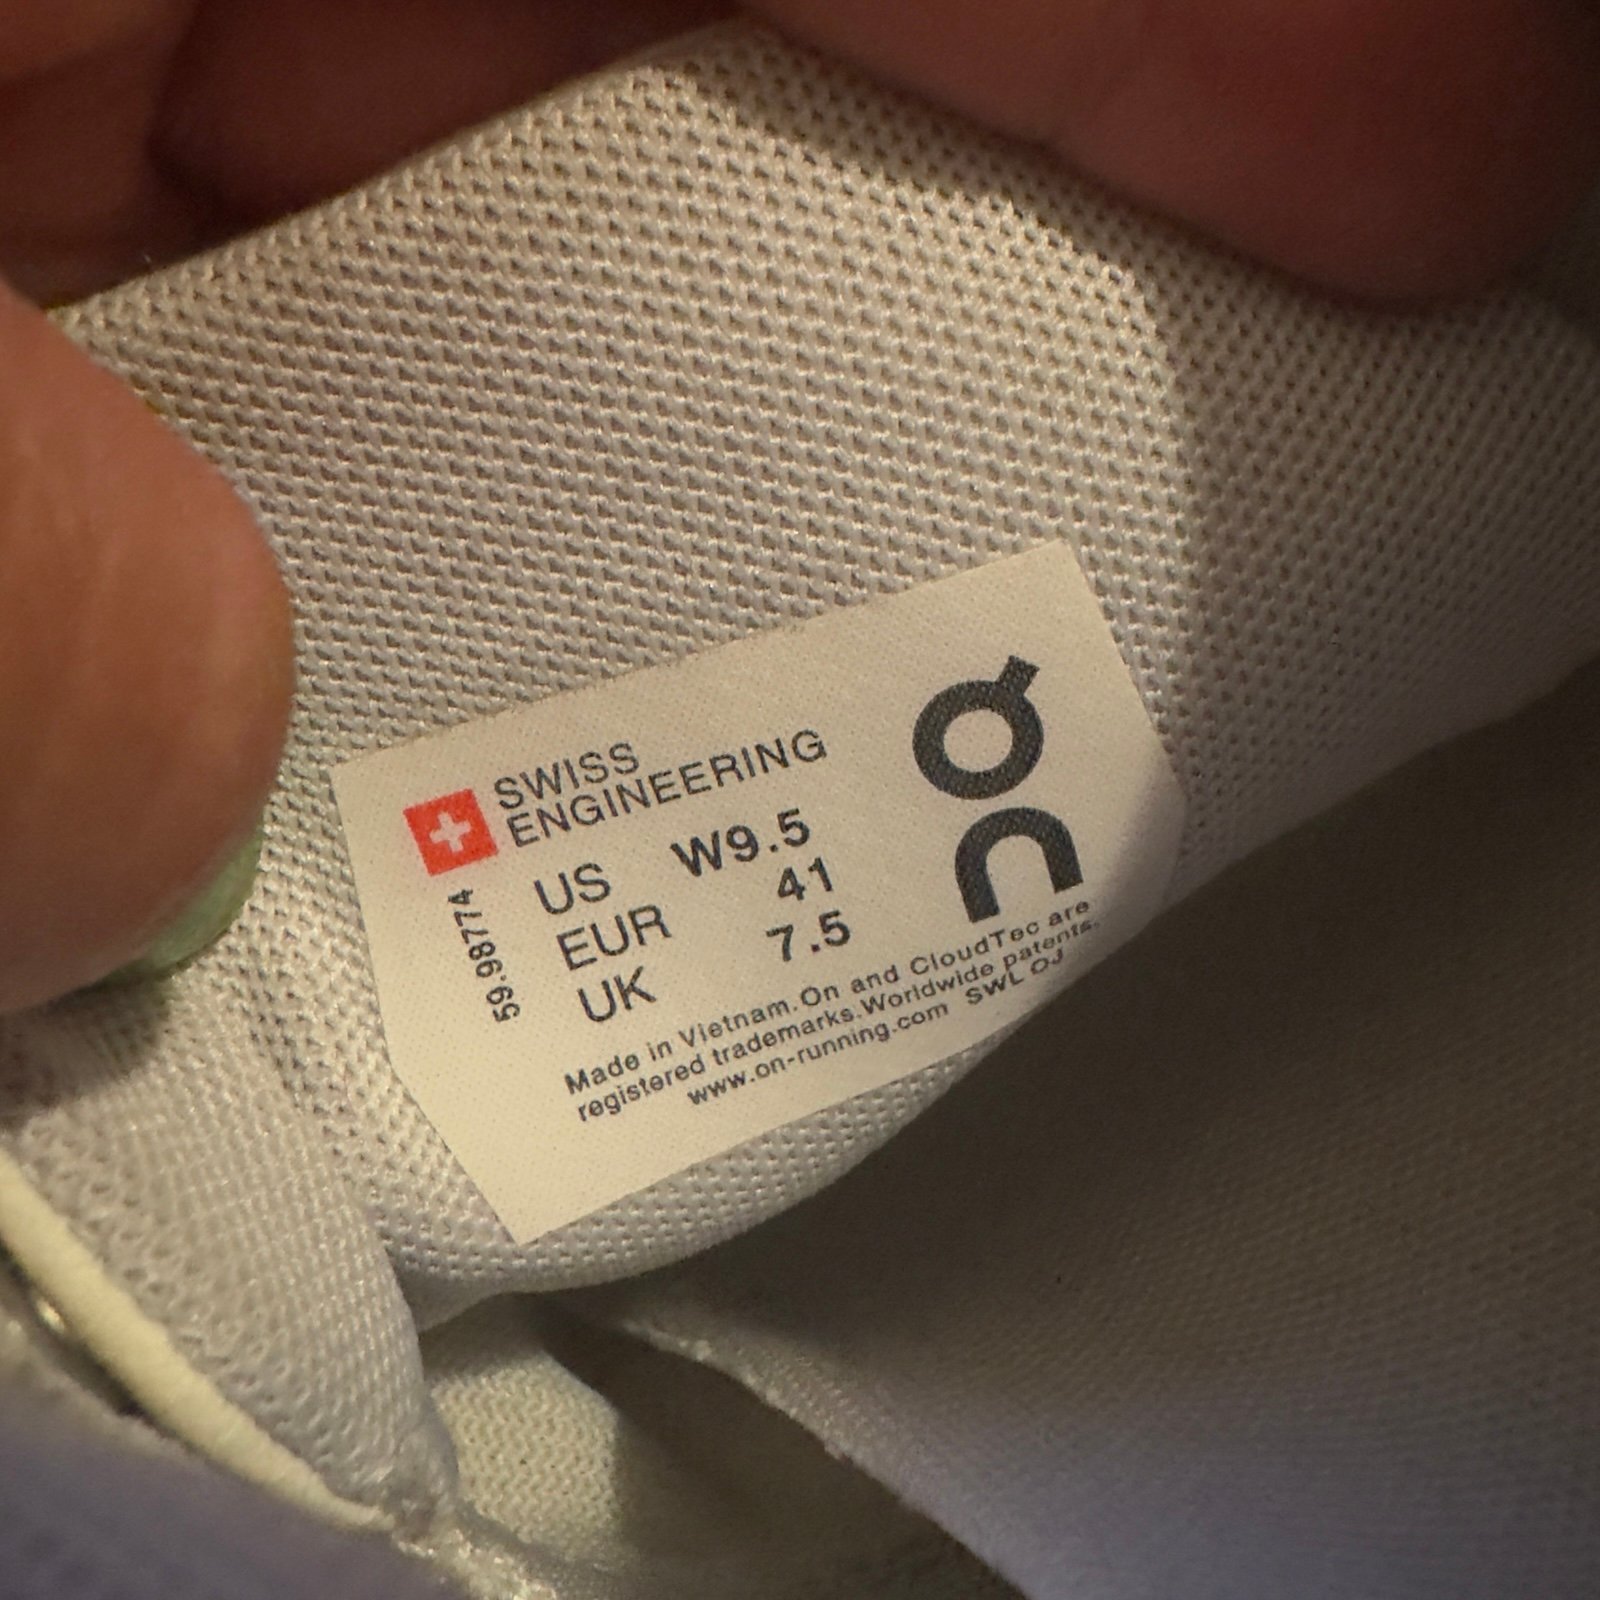 SWISS
ENGINEERING
On
US W9.5
EUR 41
UK 7.5
59.98774
Made in Vietnam.On and CloudTec are
registered trademarks.Worldwide patents.
www.on-running.com SWL OJ